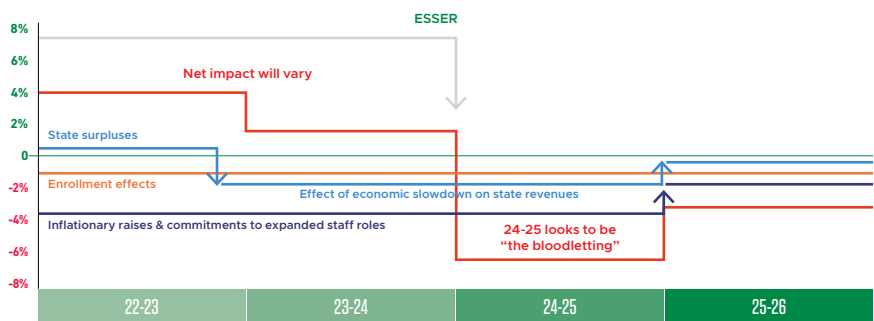 ESSER
8%
6%
Net impact will vary
4%
2%
State surpluses
0
Enrollment effects
-2%
Effect of economic slowdown on state revenues
Inflationary raises & commitments to expanded staff roles
-4%
24-25 looks to be
“the bloodletting”
-6%
-8%
22-23
23-24
24-25
25-26